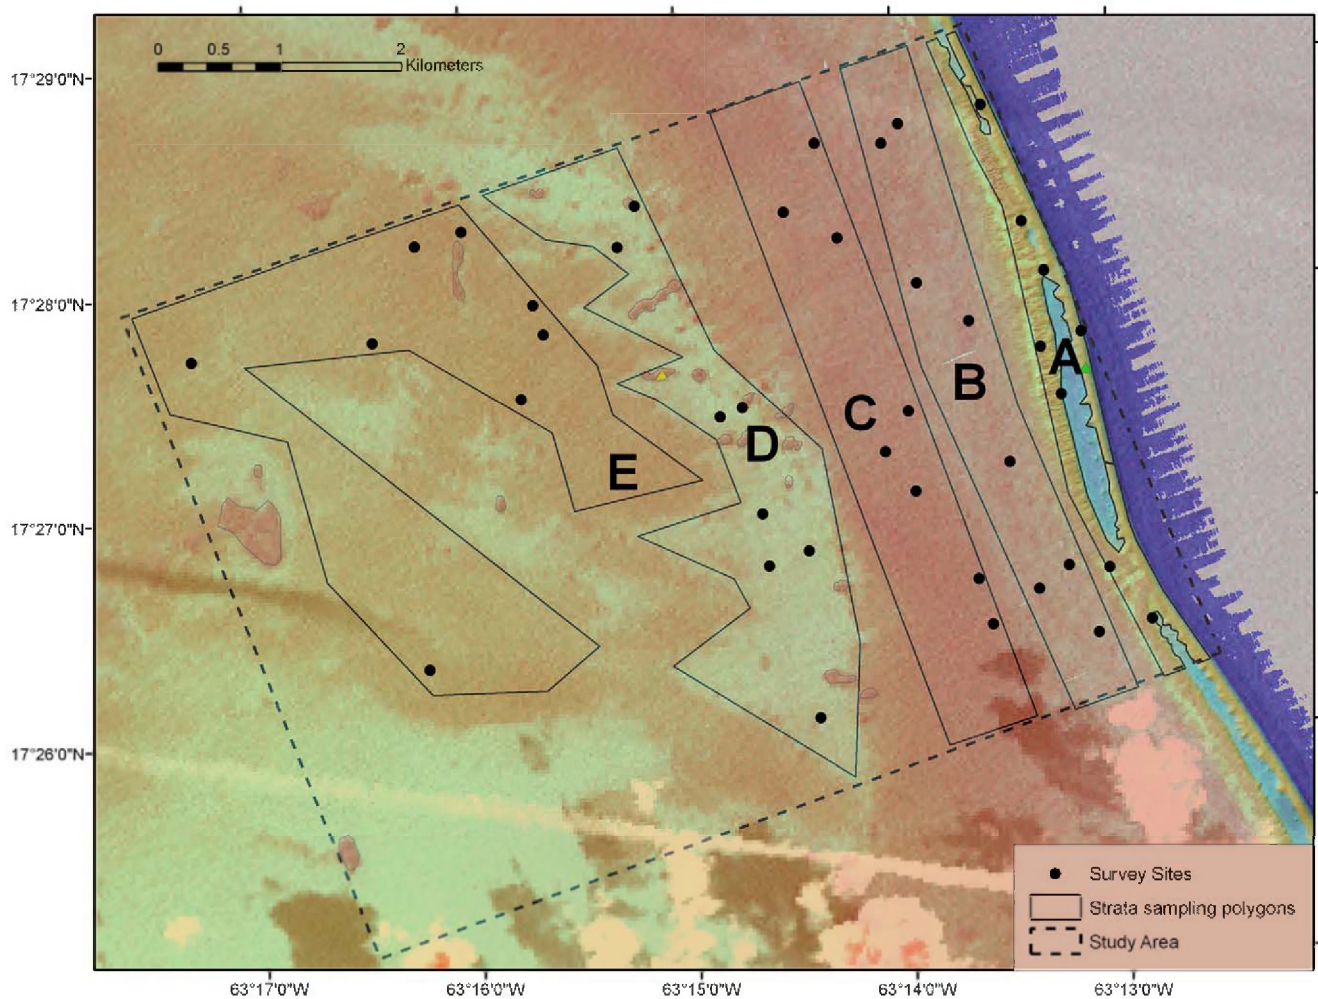 0 0.5 1 2
Kilometers
17°29'0"N
17°28'0"N
17°27'0"N
17°26'0"N
A
B
C
D
E
Survey Sites
Strata sampling polygons
Study Area
63°17'0"W 63°16'0"W 63°15'0"W 63°14'0"W 63°13'0"W